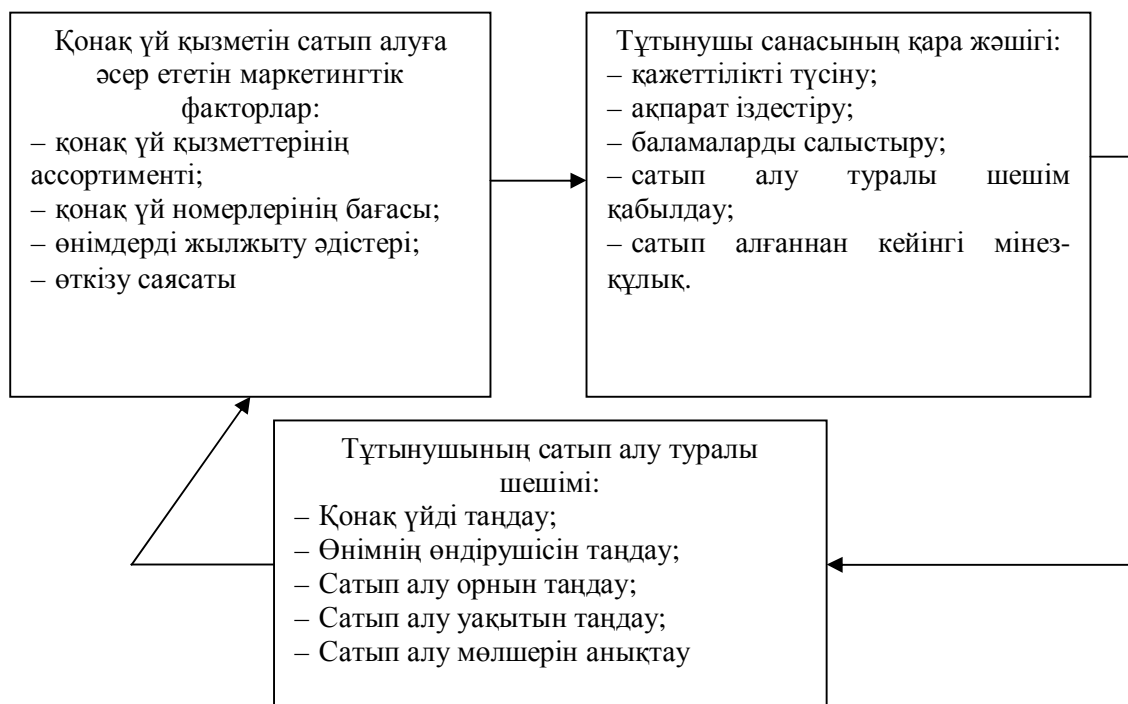 Қонақ үй қызметін сатып алуға
әсер ететін маркетингтік
факторлар:
– қонақ үй қызметтерінің
ассортименті;
– қонақ үй номерлерінің бағасы;
– өнімдерді жылжыту әдістері;
– өткізу саясаты
Тұтынушы санасының қара жәшігі:
– қажеттілікті түсіну;
– ақпарат іздестіру;
– баламаларды салыстыру;
– сатып алу туралы шешім
қабылдау;
– сатып алғаннан кейінгі мінез-
құлық.
Тұтынушының сатып алу туралы
шешімі:
– Қонақ үйді таңдау;
– Өнімнің өндірушісін таңдау;
– Сатып алу орнын таңдау;
– Сатып алу уақытын таңдау;
– Сатып алу мөлшерін анықтау